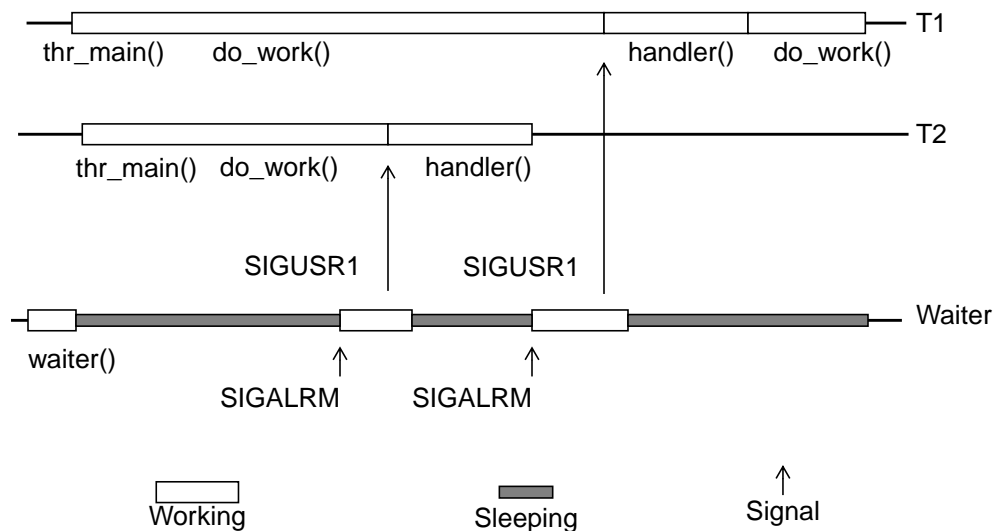 T1
thr_main() do_work() handler() do_work()
T2
thr_main() do_work() handler()
SIGUSR1 SIGUSR1
Waiter
waiter()
SIGALRM SIGALRM
Working Sleeping Signal